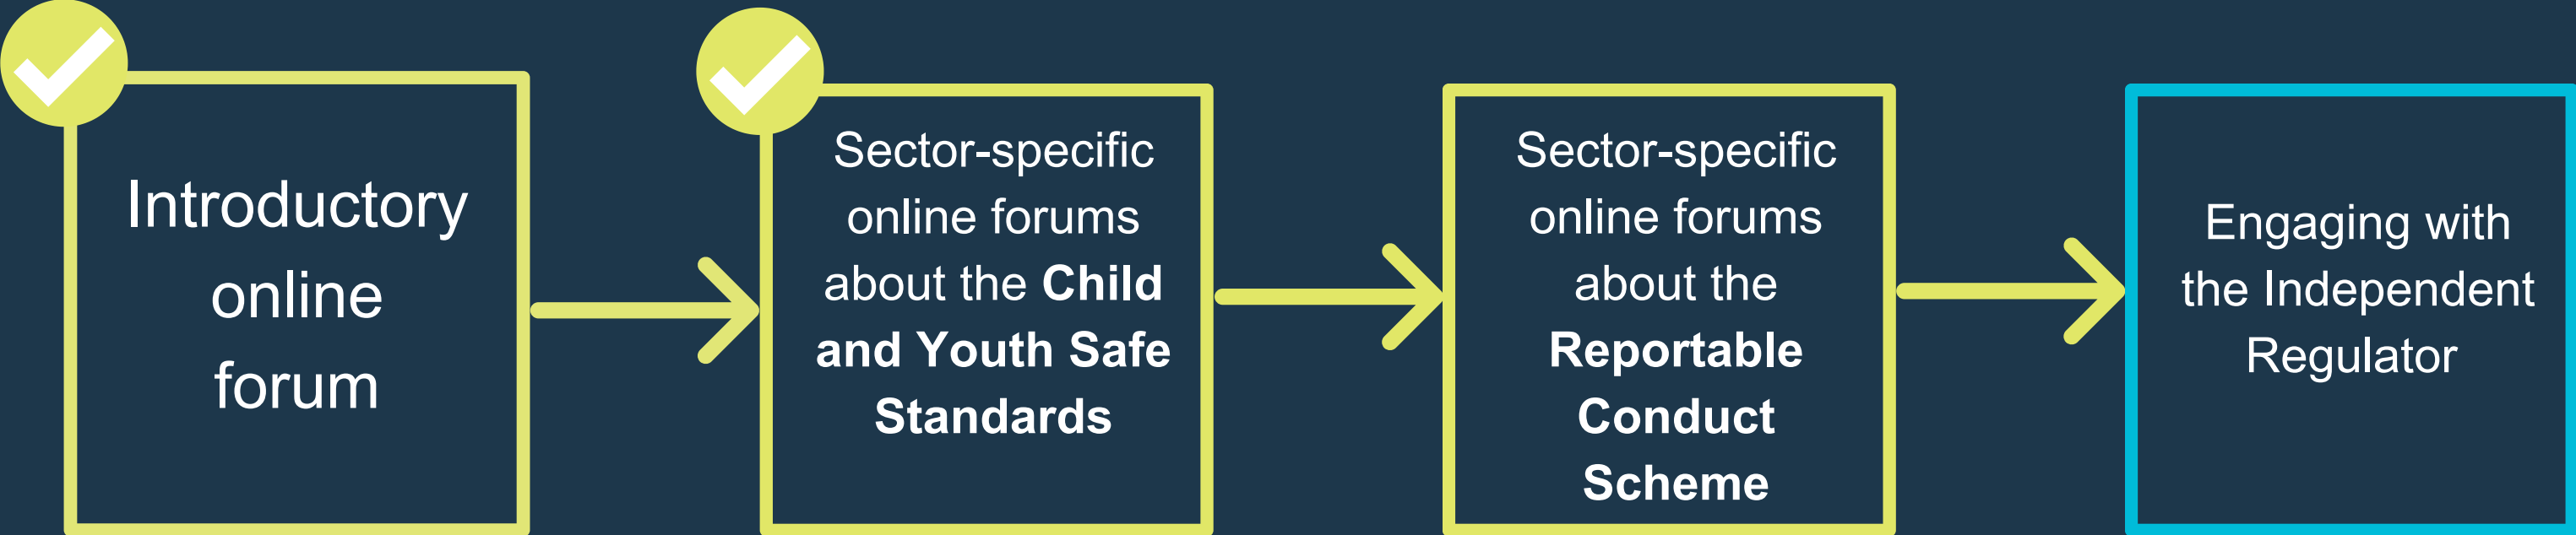 Introductory
online
forum
Sector-specific
online forums
about the Child
and Youth Safe
Standards
Sector-specific
online forums
about the
Reportable
Conduct
Scheme
Engaging with
the Independent
Regulator